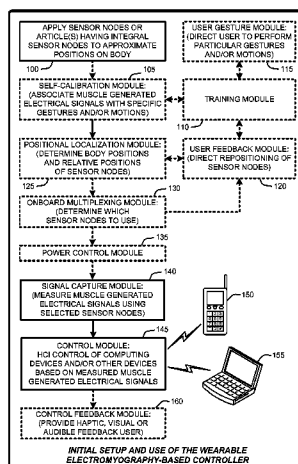 APPLY SENSOR NODES OR
ARTICLE(S) HAVING INTEGRAL
SENSOR NODES TO APPROXIMATE
POSITIONS ON BODY
100
105
SELF-CALIBRATION MODULE:
(ASSOCIATE MUSCLE GENERATED
ELECTRICAL SIGNALS WITH SPECIFIC
GESTURES AND/OR MOTIONS)
POSITIONAL LOCALIZATION MODULE:
(DETERMINE BODY POSITIONS
AND RELATIVE POSITIONS
OF SENSOR NODES)
125
130
ONBOARD MULTIPLEXING MODULE:
(DETERMINE WHICH
SENSOR NODES TO USE)
135
POWER CONTROL MODULE
140
SIGNAL CAPTURE MODULE:
(MEASURE MUSCLE GENERATED
ELECTRICAL SIGNALS USING
SELECTED SENSOR NODES)
145
CONTROL MODULE:
HCI CONTROL OF COMPUTING
DEVICES AND/OR OTHER DEVICES
BASED ON MEASURED MUSCLE
GENERATED ELECTRICAL SIGNALS
CONTROL FEEDBACK MODULE:
(PROVIDE HAPTIC, VISUAL OR
AUDIBLE FEEDBACK USER)
160
USER GESTURE MODULE:
(DIRECT USER TO PERFORM
PARTICULAR GESTURES
AND/OR MOTIONS)
115
TRAINING MODULE
110
USER FEEDBACK MODULE:
(DIRECT REPOSITIONING OF
SENSOR NODES)
120
150
155
INITIAL SETUP AND USE OF THE WEARABLE
ELECTROMYOGRAPHY-BASED CONTROLLER